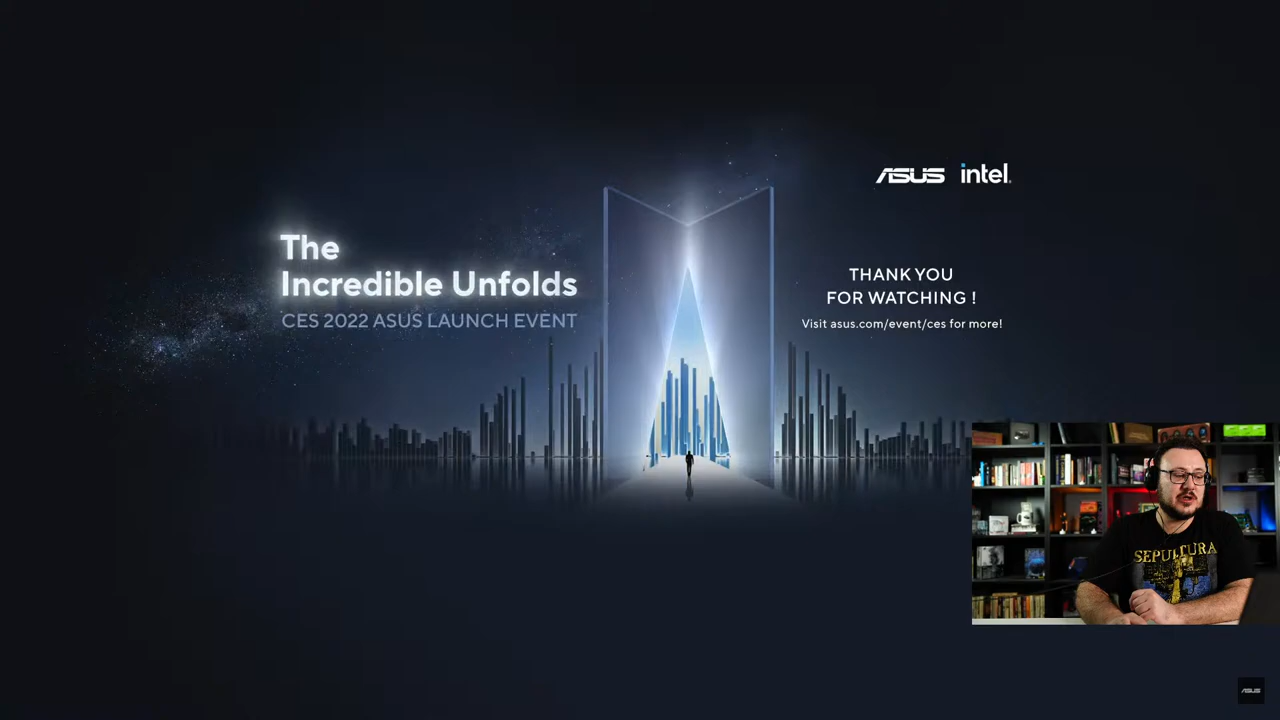 ASUS intel.
The
Incredible Unfolds
CES 2022 ASUS LAUNCH EVENT
THANK YOU
FOR WATCHING !
Visit asus.com/event/ces for more!
SEPULTURA
ASUS